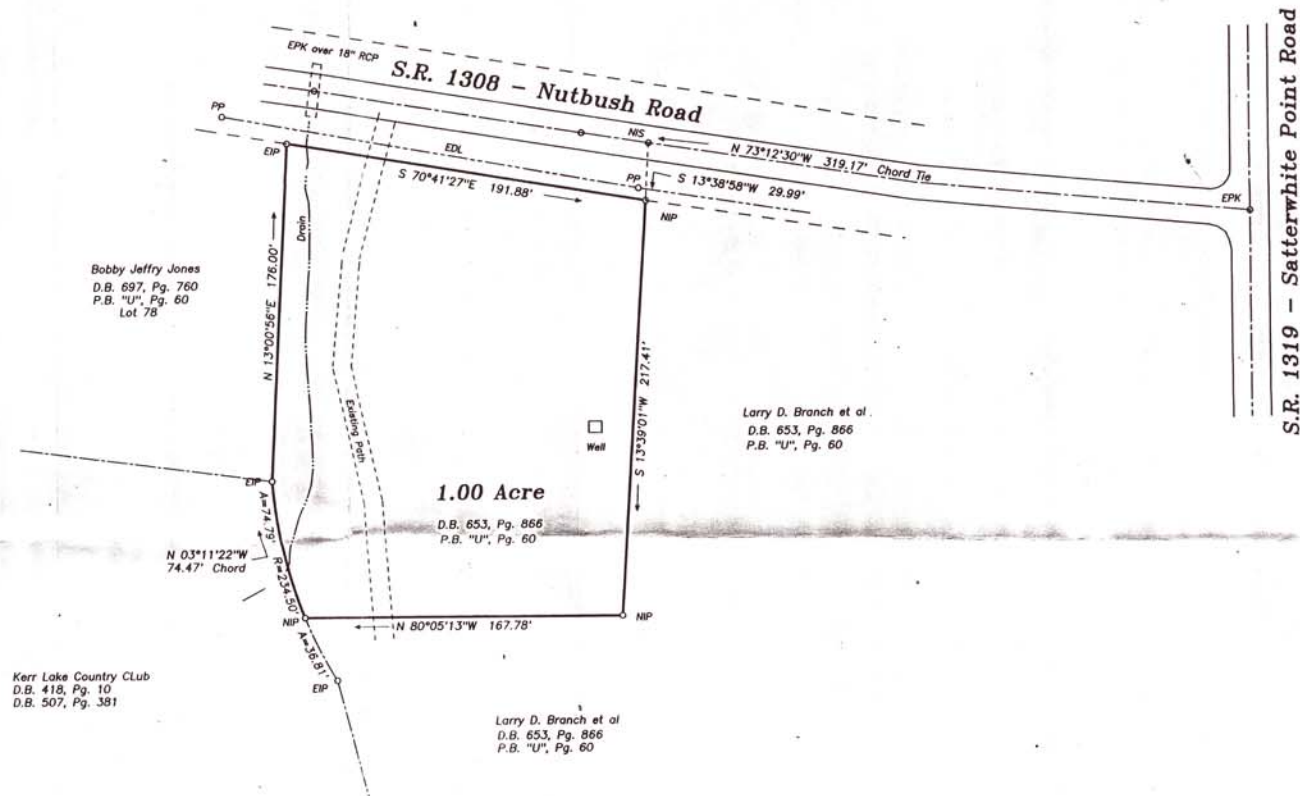 S.R. 1319 - Satterwhite Point Road
EPK over 18" RCP
S.R. 1308 - Nutbush Road
PP
NIS
N 73°12'30"W 319.17' Chord Tie
EIP
EDL
S 70°41'27"E 191.88'
PP
S 13°38'58"W 29.99'
EPK
NIP
Drain
Bobby Jeffry Jones
D.B. 697, Pg. 760
P.B. "U", Pg. 60
Lot 78
N 13°00'56"E 176.00'
Existing Path
Well
S 13°39'01"W 217.41'
Larry D. Branch et al.
D.B. 653, Pg. 866
P.B. "U", Pg. 60
EIP
1.00 Acre
D.B. 653, Pg. 866
P.B. "U", Pg. 60
A=74.79' R=234.50'
N 03°11'22"W
74.47' Chord
NIP
N 80°05'13"W 167.78'
NIP
A=36.81'
EIP
Kerr Lake Country CLub
D.B. 418, Pg. 10
D.B. 507, Pg. 381
Larry D. Branch et al
D.B. 653, Pg. 866
P.B. "U", Pg. 60